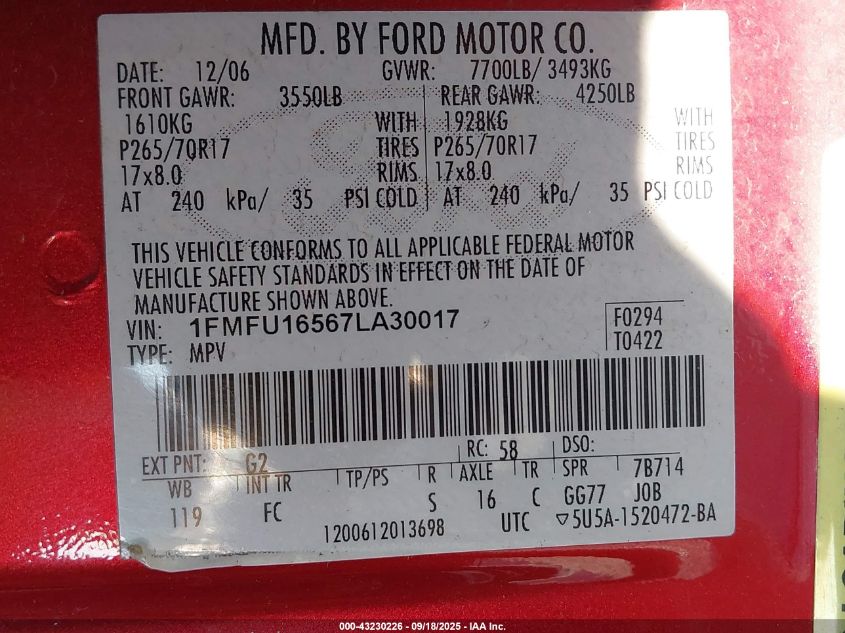 MFD. BY FORD MOTOR CO.
DATE: 12/06 GVWR: 7700LB/ 3493KG
FRONT GAWR: 3550LB REAR GAWR: 4250LB
1610KG WITH 1928KG WITH
P265/70R17 TIRES P265/70R17 TIRES
17x8.0 RIMS 17x8.0 RIMS
AT 240 kPa/ 35 PSI COLD AT 240 kPa/ 35 PSI COLD
THIS VEHICLE CONFORMS TO ALL APPLICABLE FEDERAL MOTOR
VEHICLE SAFETY STANDARDS IN EFFECT ON THE DATE OF
MANUFACTURE SHOWN ABOVE.
VIN: 1FMFU16567LA30017 F0294
TYPE: MPV T0422
EXT PNT: G2 RC: 58 DSO:
WB INT TR TP/PS R AXLE TR SPR 7B714
119 FC S 16 C GG77 JOB
1200612013698 UTC ▽5U5A-1520472-BA
000-43230226 - 09/18/2025 - IAA Inc.